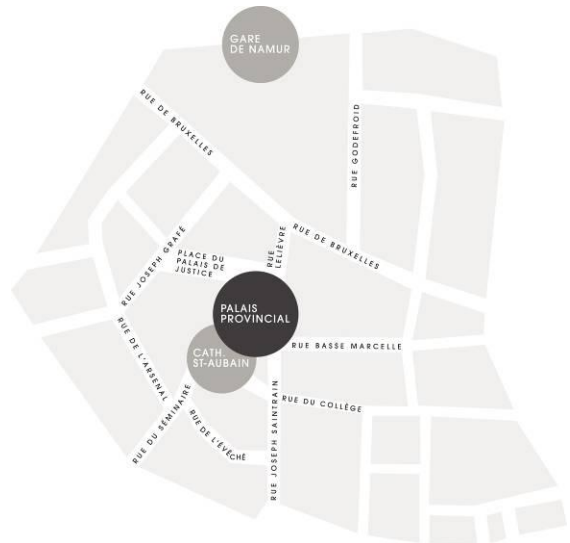 GARE
DE NAMUR
RUE DE BRUXELLES
RUE GODEFROID
RUE JOSEPH GRAFÉ
PLACE DU
PALAIS DE
JUSTICE
RUE
LELIÈVRE
RUE DE BRUXELLES
PALAIS
PROVINCIAL
RUE DE L'ARSENAL
CATH.
ST-AUBAIN
RUE BASSE MARCELLE
RUE DU SÉMINAIRE
RUE DE L'ÉVÊCHÉ
RUE JOSEPH SAINTRAIN
RUE DU COLLÈGE